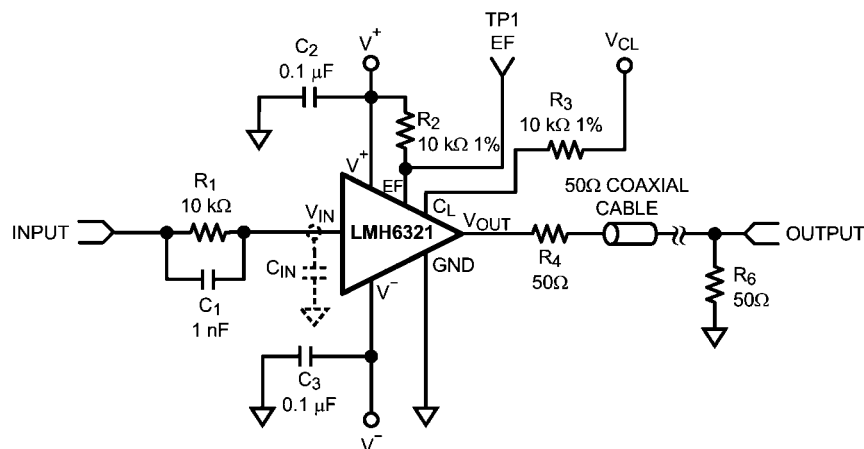 TP1
EF
V+
C2
0.1 μF
VCL
R3
10 kΩ 1%
R2
10 kΩ 1%
V+
EF
R1
10 kΩ
VIN
CL
50Ω COAXIAL
CABLE
INPUT
LMH6321
VOUT
OUTPUT
C1
1 nF
CIN
GND
R4
50Ω
R6
50Ω
V−
C3
0.1 μF
V−